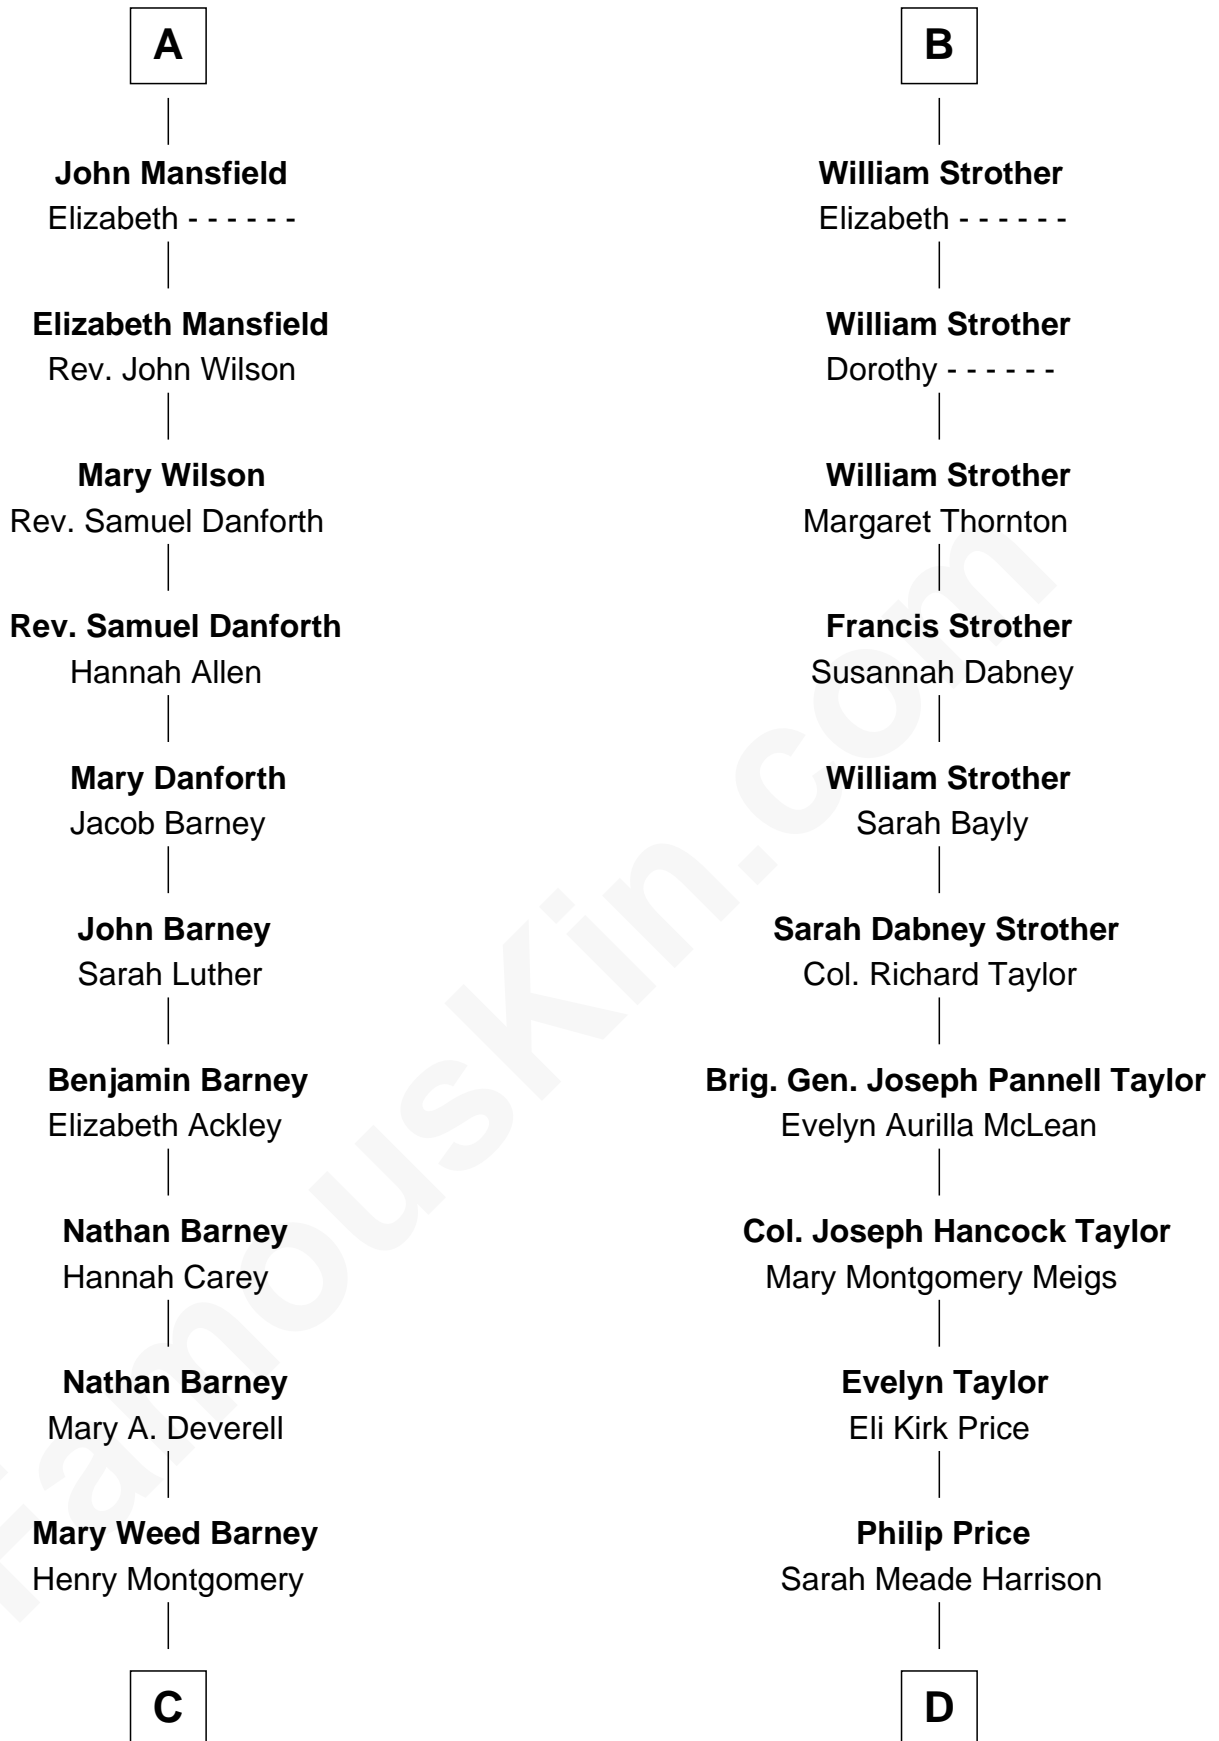 A
John Mansfield
Elizabeth - - - - - -
Elizabeth Mansfield
Rev. John Wilson
Mary Wilson
Rev. Samuel Danforth
Rev. Samuel Danforth
Hannah Allen
Mary Danforth
Jacob Barney
John Barney
Sarah Luther
Benjamin Barney
Elizabeth Ackley
Nathan Barney
Hannah Carey
Nathan Barney
Mary A. Deverell
Mary Weed Barney
Henry Montgomery
C
B
William Strother
Elizabeth - - - - - -
William Strother
Dorothy - - - - - -
William Strother
Margaret Thornton
Francis Strother
Susannah Dabney
William Strother
Sarah Bayly
Sarah Dabney Strother
Col. Richard Taylor
Brig. Gen. Joseph Pannell Taylor
Evelyn Aurilla McLean
Col. Joseph Hancock Taylor
Mary Montgomery Meigs
Evelyn Taylor
Eli Kirk Price
Philip Price
Sarah Meade Harrison
D
FamousKin.com